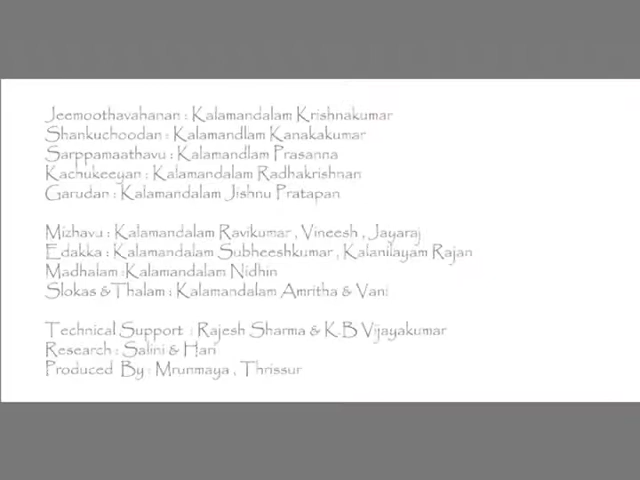 Jeemoothavahanan : Kalamandalam Krishnakumar
Shankuchoodan : Kalamandlam Kanakakumar
Sarppamaathavu : Kalamandlam Prasanna
Kachukeeyan : Kalamandalam Radhakrishnan
Garudan : Kalamandalam Jishnu Pratapan
Mizhavu : Kalamandalam Ravikumar , Vineesh , Jayaraj
Edakka : Kalamandalam Subheeshkumar , Kalanilayam Rajan
Madhalam :Kalamandalam Nidhin
Slokas &Thalam : Kalamandalam Amritha & Vani
Technical Support : Rajesh Sharma & K.B Vijayakumar
Research : Salini & Hari
Produced By : Mrunmaya , Thrissur